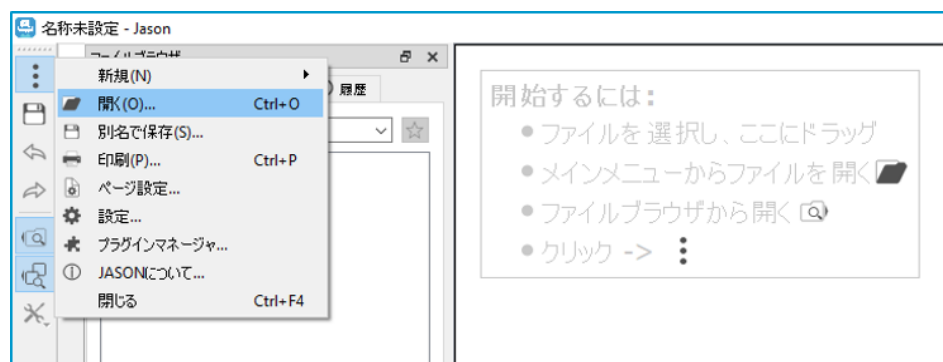 名称未設定 - Jason
履歴
新規(N)
開く(O)... Ctrl+O
別名で保存(S)...
印刷(P)... Ctrl+P
ページ設定...
設定...
プラグインマネージャ...
JASONについて...
閉じる Ctrl+F4
開始するには:
• ファイルを選択し、ここにドラッグ
• メインメニューからファイルを開く
• ファイルブラウザから開く
• クリック ->